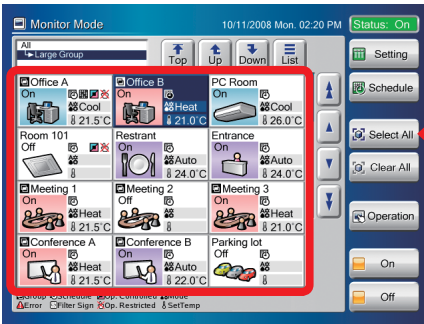 Monitor Mode 10/11/2008 Mon. 02:20 PM Status: On
All
Large Group
Top Up Down List
Setting
Schedule
Select All
Clear All
Operation
On
Off
Office A
On
Cool
21.5°C
Office B
On
Heat
21.0°C
PC Room
On
Cool
26.0°C
Room 101
Off
Restrant
On
Auto
24.0°C
Entrance
On
Auto
24.0°C
Meeting 1
On
Heat
21.5°C
Meeting 2
Off
Meeting 3
On
Heat
21.0°C
Conference A
On
Heat
21.5°C
Conference B
On
Auto
22.0°C
Parking lot
Off
Group Schedule Op. Controlled Mode
Error Filter Sign Op. Restricted SetTemp